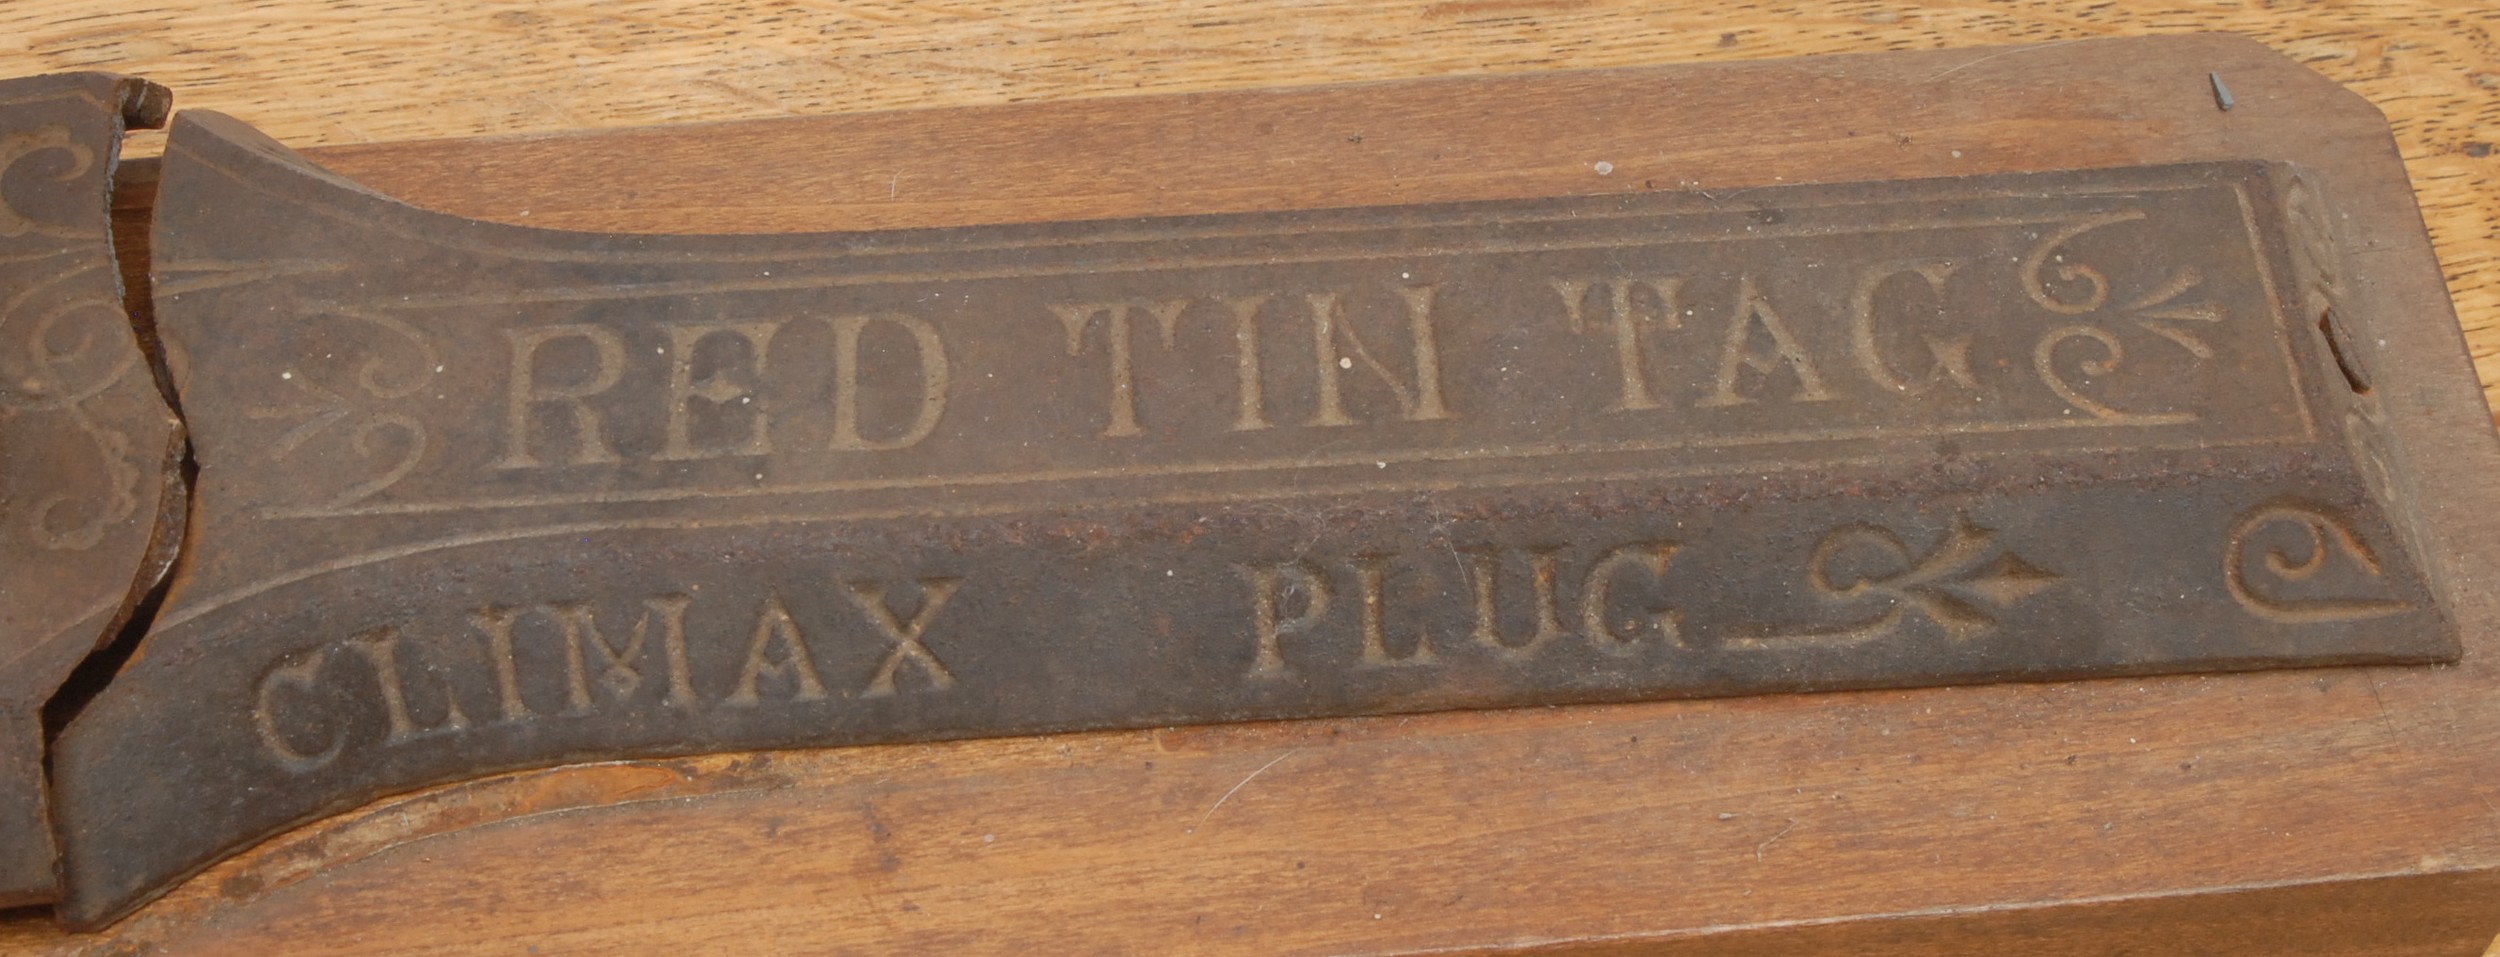 RED TIN TAG
CLIMAX PLUG